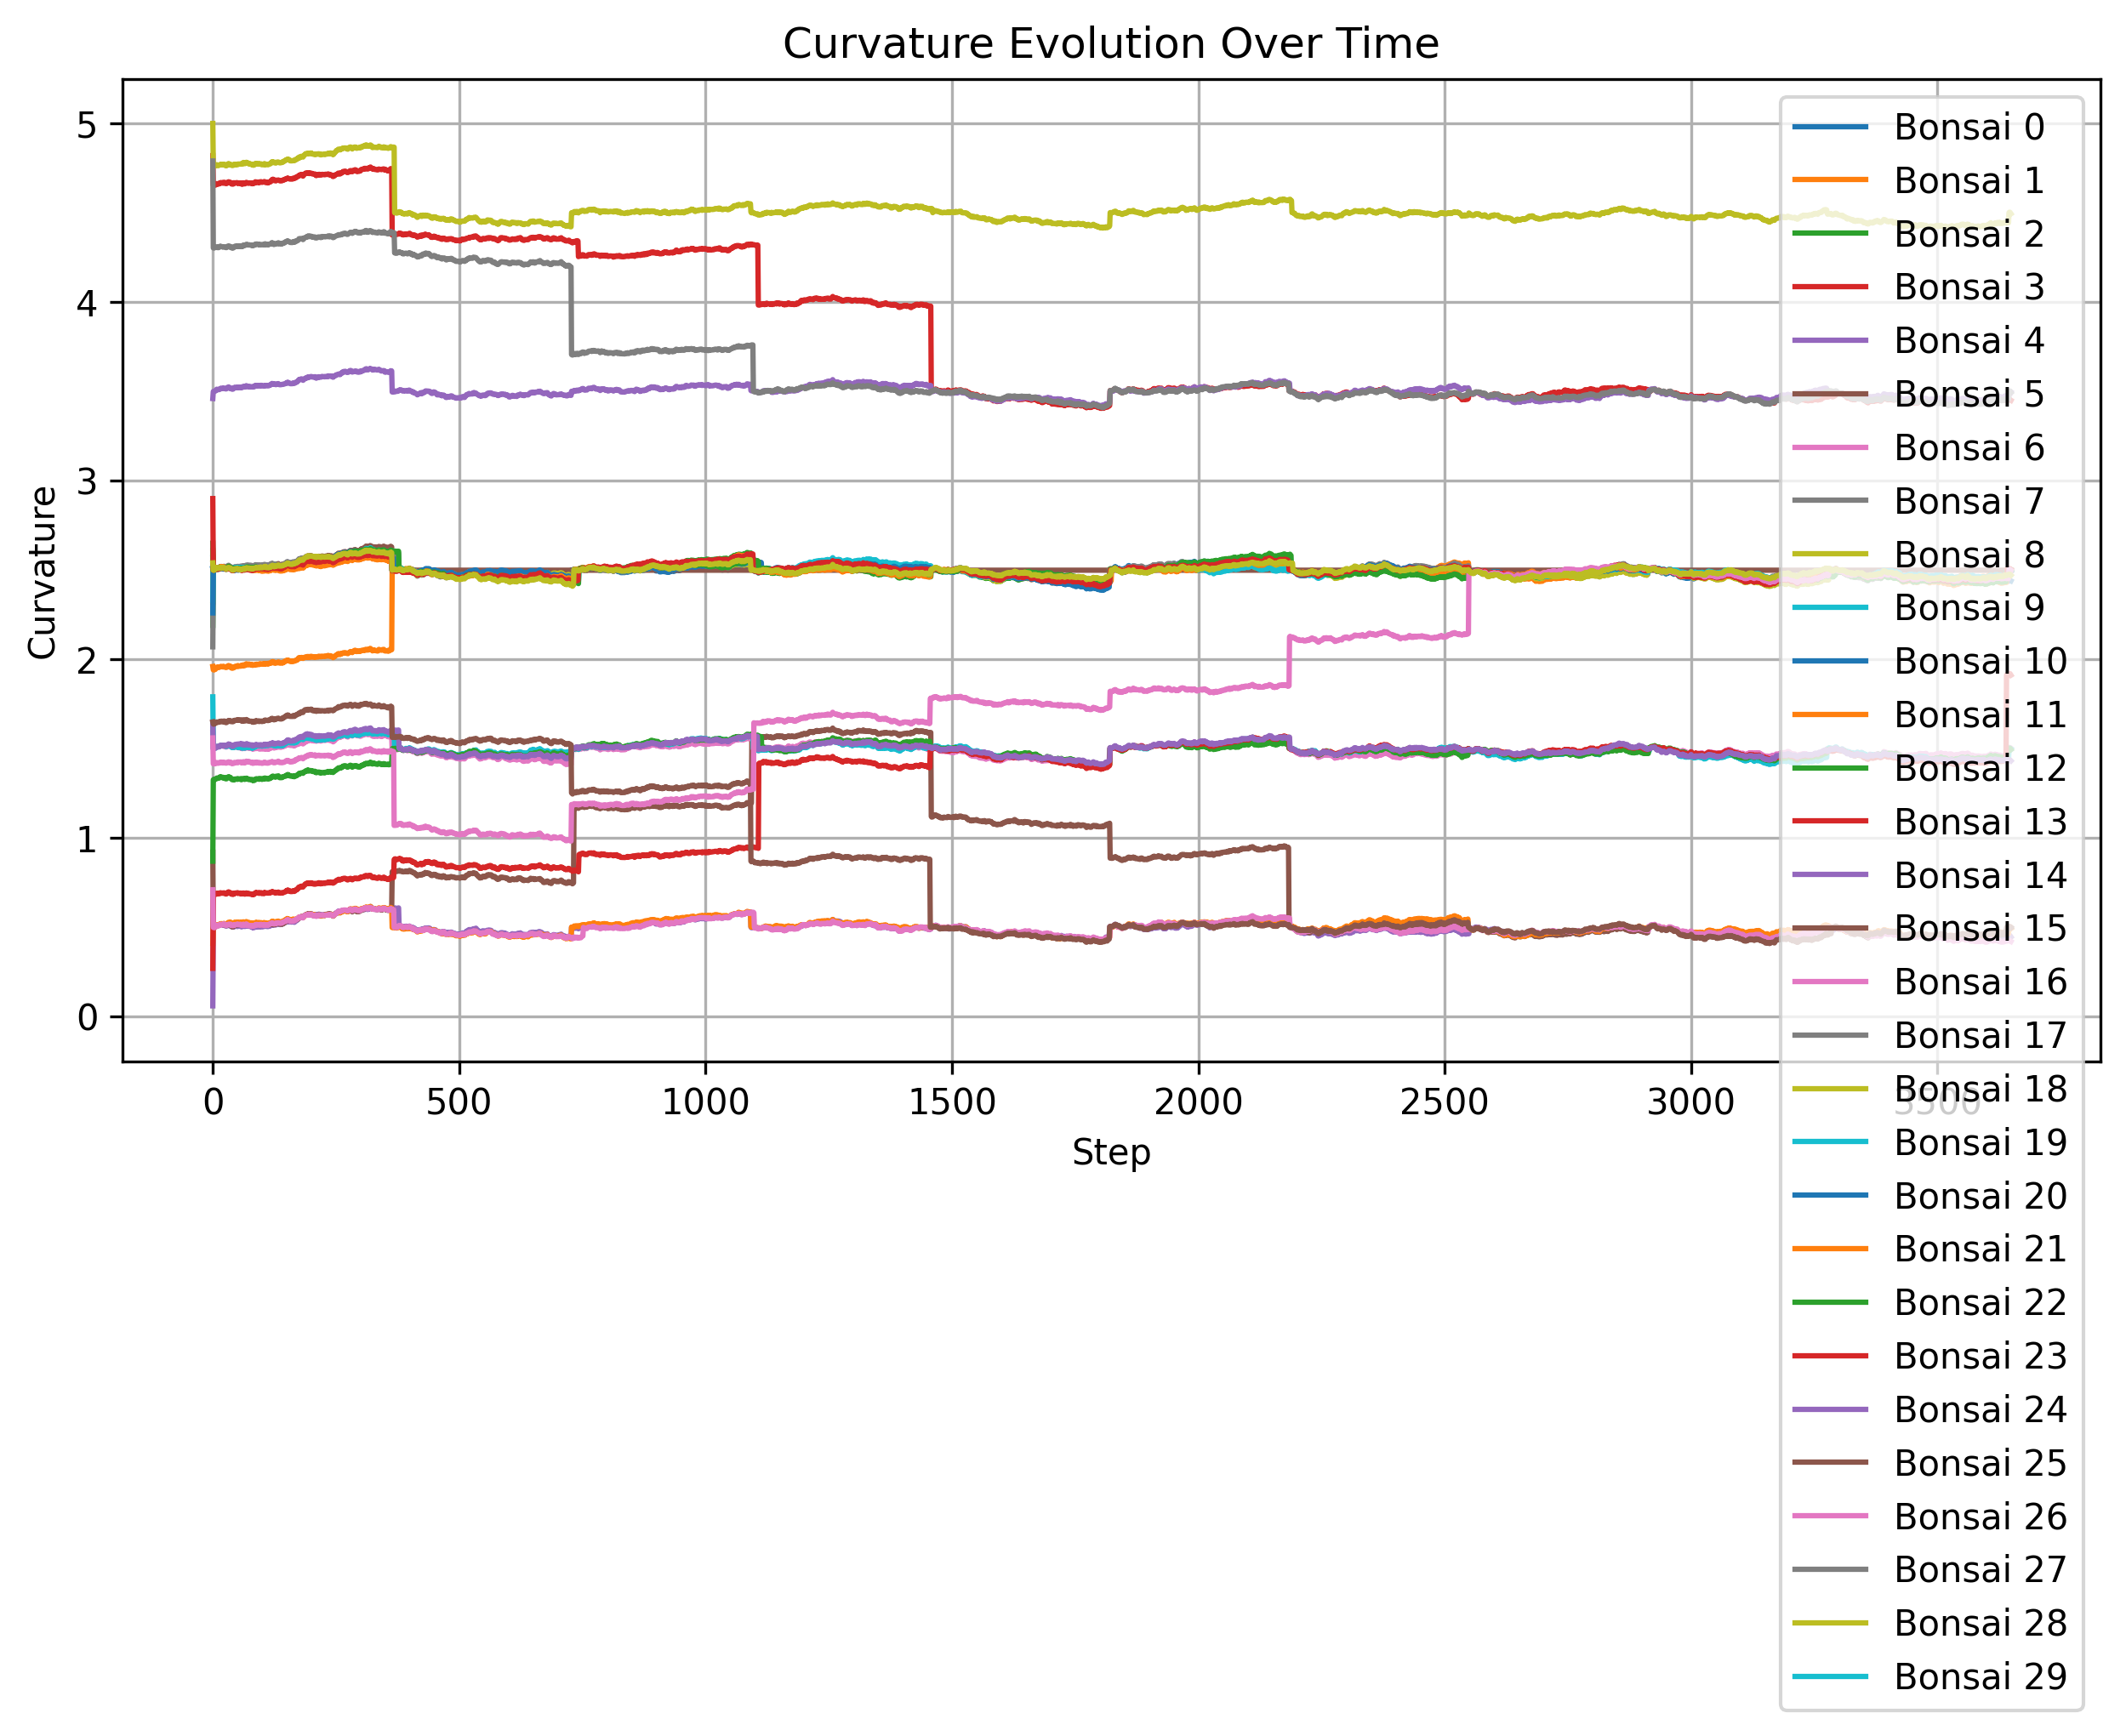 Curvature Evolution Over Time
Curvature
5
4
3
2
1
0
0 500 1000 1500 2000 2500 3000 3500
Step
Bonsai 0
Bonsai 1
Bonsai 2
Bonsai 3
Bonsai 4
Bonsai 5
Bonsai 6
Bonsai 7
Bonsai 8
Bonsai 9
Bonsai 10
Bonsai 11
Bonsai 12
Bonsai 13
Bonsai 14
Bonsai 15
Bonsai 16
Bonsai 17
Bonsai 18
Bonsai 19
Bonsai 20
Bonsai 21
Bonsai 22
Bonsai 23
Bonsai 24
Bonsai 25
Bonsai 26
Bonsai 27
Bonsai 28
Bonsai 29